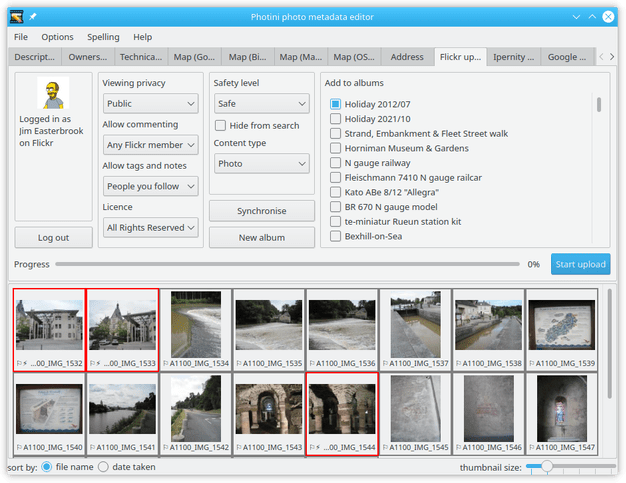 Photini photo metadata editor
File Options Spelling Help
Descript... Owners... Technica... Map (Go... Map (Bi... Map (Ma... Map (OS... Address Flickr up... Ipernity ... Google ...
Logged in as
Jim Easterbrook
on Flickr
Log out
Viewing privacy
Public
Allow commenting
Any Flickr member
Allow tags and notes
People you follow
Licence
All Rights Reserved
Safety level
Safe
Hide from search
Content type
Photo
Synchronise
New album
Add to albums
Holiday 2012/07
Holiday 2021/10
Strand, Embankment & Fleet Street walk
Horniman Museum & Gardens
N gauge railway
Fleischmann 7410 N gauge railcar
Kato ABe 8/12 "Allegra"
BR 670 N gauge model
te-miniatur Rueun station kit
Bexhill-on-Sea
Progress 0% Start upload
...00_IMG_1532 ...00_IMG_1533 A1100_IMG_1534 A1100_IMG_1535 A1100_IMG_1536 A1100_IMG_1537 A1100_IMG_1538 A1100_IMG_1539
A1100_IMG_1540 A1100_IMG_1541 A1100_IMG_1542 A1100_IMG_1543 ...00_IMG_1544 A1100_IMG_1545 A1100_IMG_1546 A1100_IMG_1547
sort by: file name date taken thumbnail size: